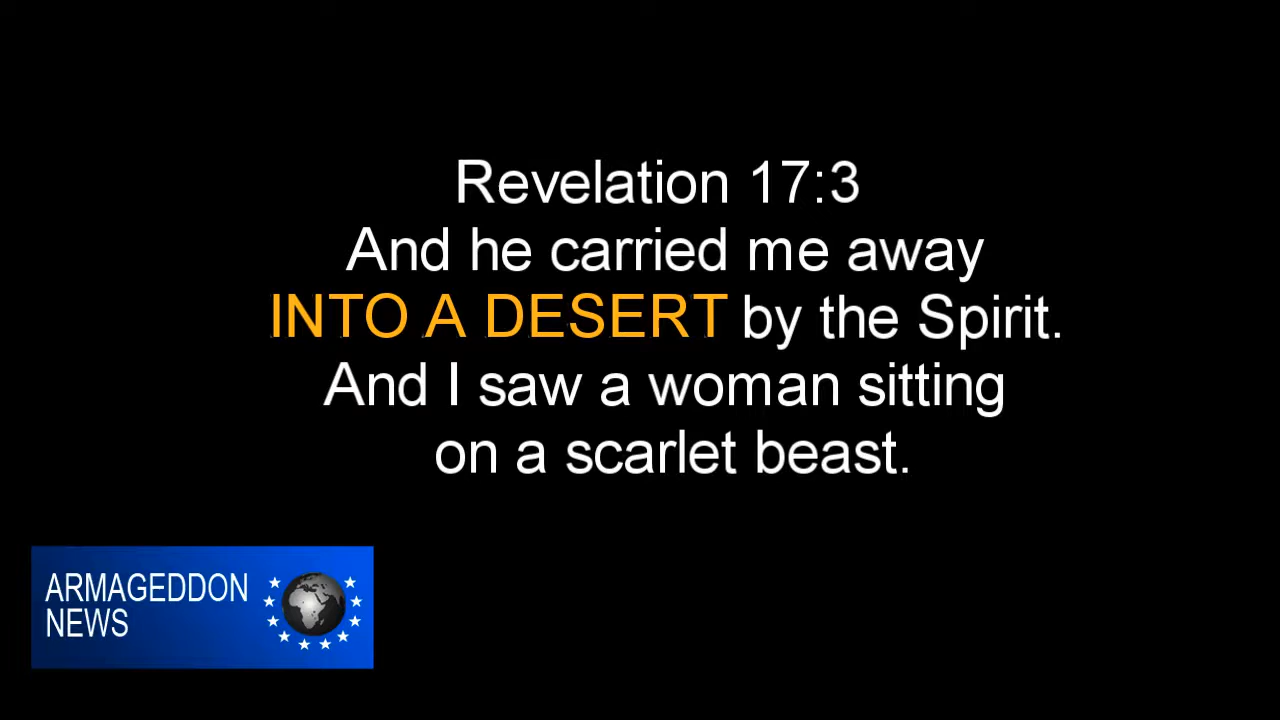 Revelation 17:3
And he carried me away
INTO A DESERT by the Spirit.
And I saw a woman sitting
on a scarlet beast.
ARMAGEDDON
NEWS